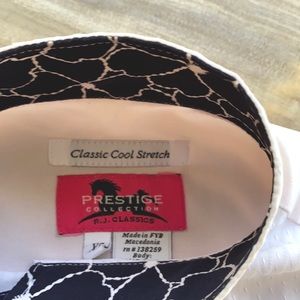 Classic Cool Stretch
PRESTIGE
COLLECTION
R.J. CLASSICS
Made in FYR
Macedonia
rn # 138259
Body: